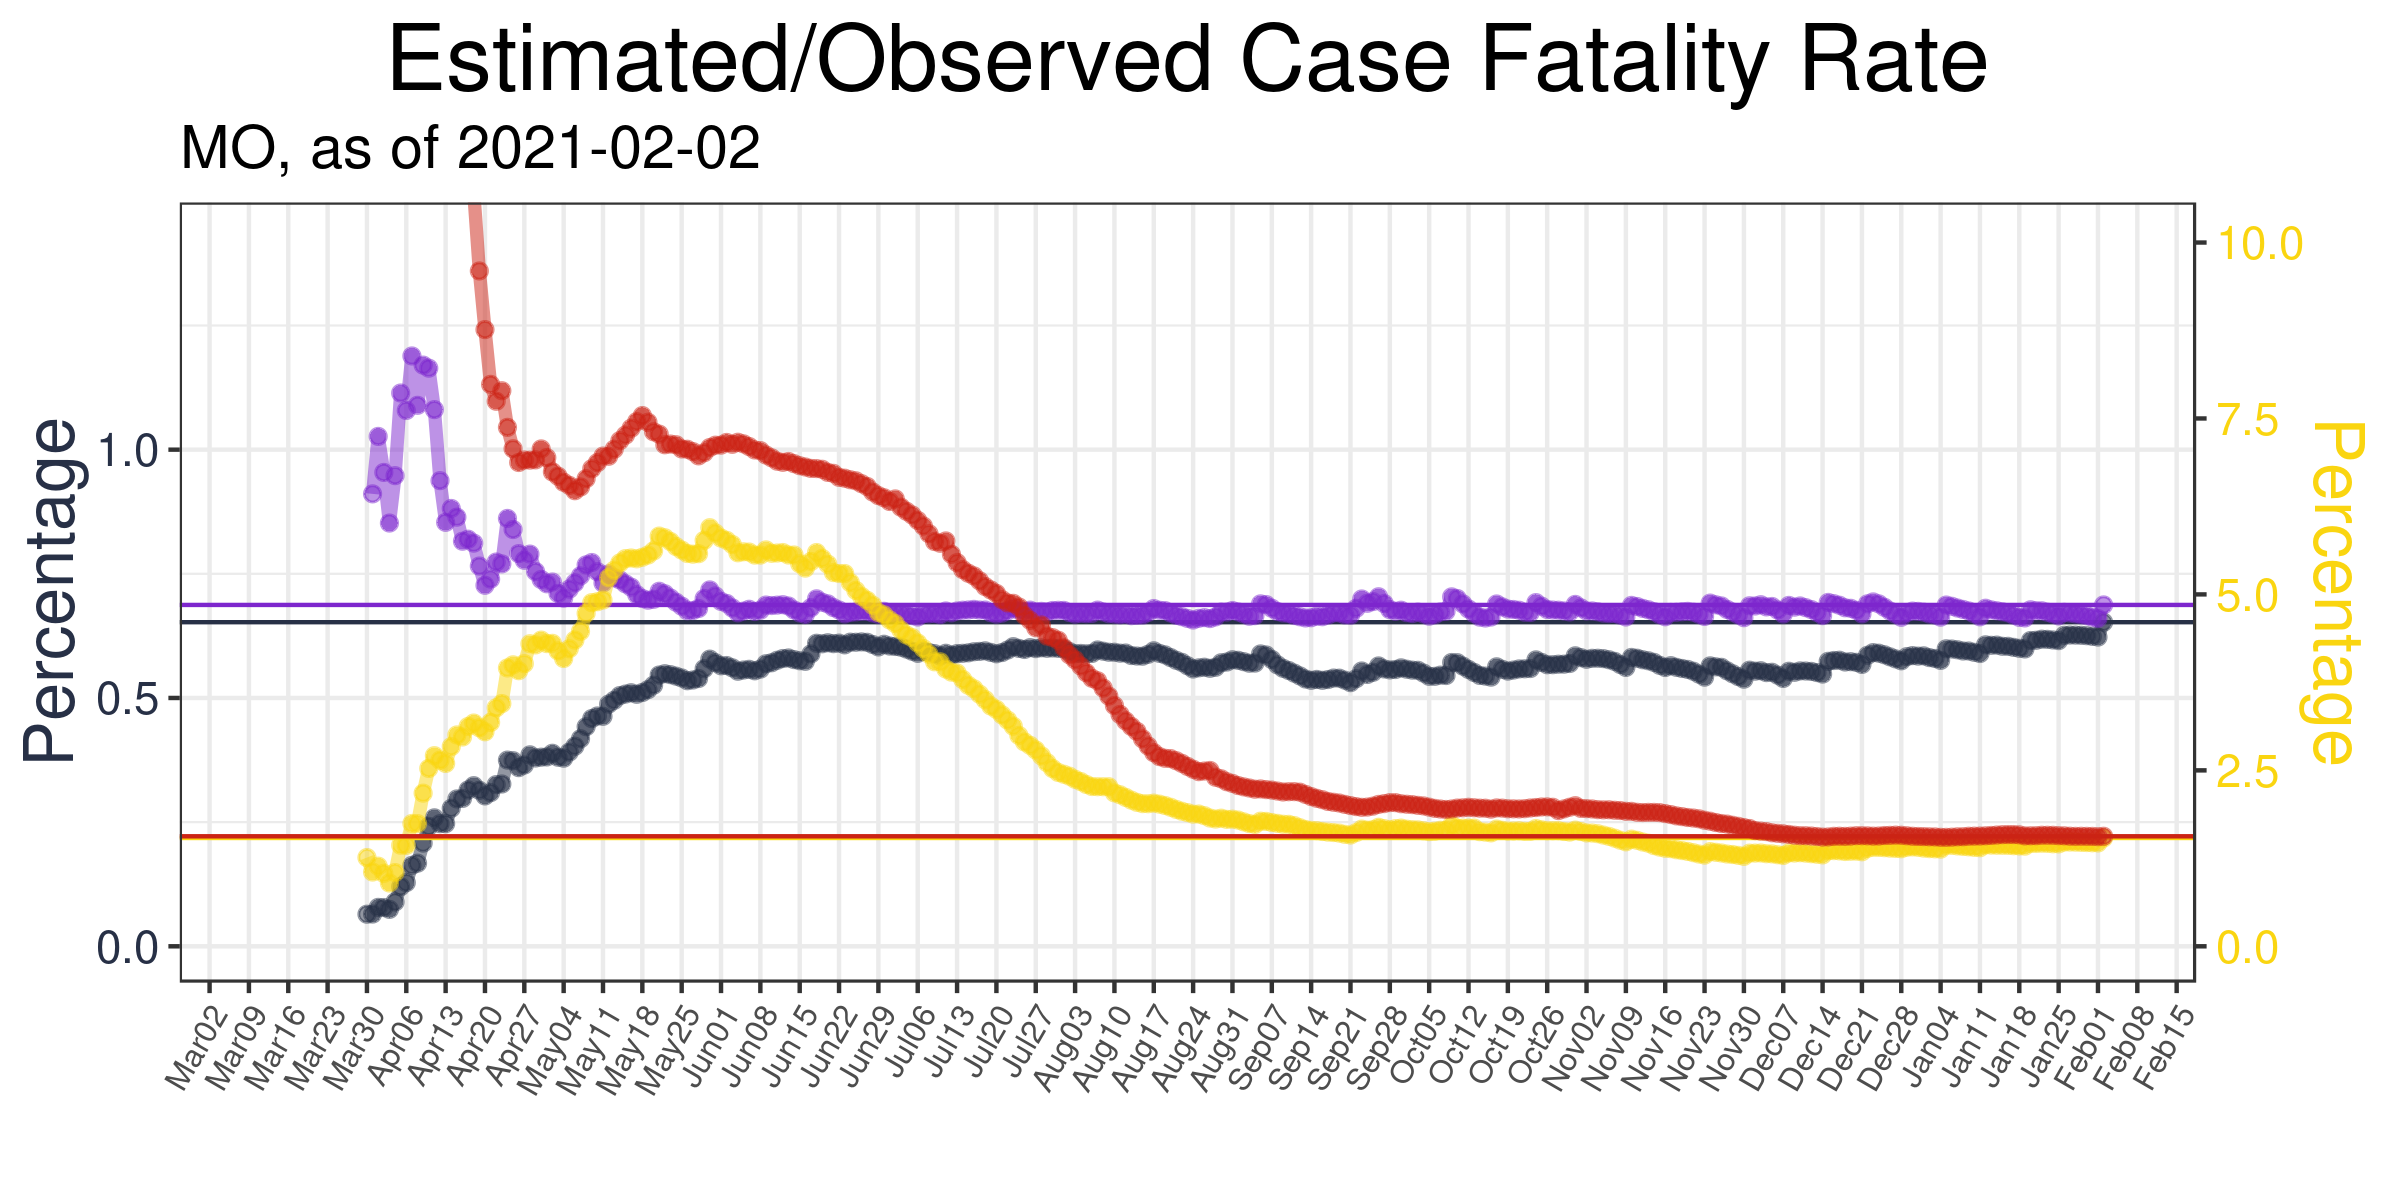 Estimated/Observed Case Fatality Rate
MO, as of 2021-02-02
Percentage
1.0
0.5
0.0
10.0
7.5
5.0
2.5
0.0
Percentage
Mar02
Mar09
Mar16
Mar23
Mar30
Apr06
Apr13
Apr20
Apr27
May04
May11
May18
May25
Jun01
Jun08
Jun15
Jun22
Jun29
Jul06
Jul13
Jul20
Jul27
Aug03
Aug10
Aug17
Aug24
Aug31
Sep07
Sep14
Sep21
Sep28
Oct05
Oct12
Oct19
Oct26
Nov02
Nov09
Nov16
Nov23
Nov30
Dec07
Dec14
Dec21
Dec28
Jan04
Jan11
Jan18
Jan25
Feb01
Feb08
Feb15